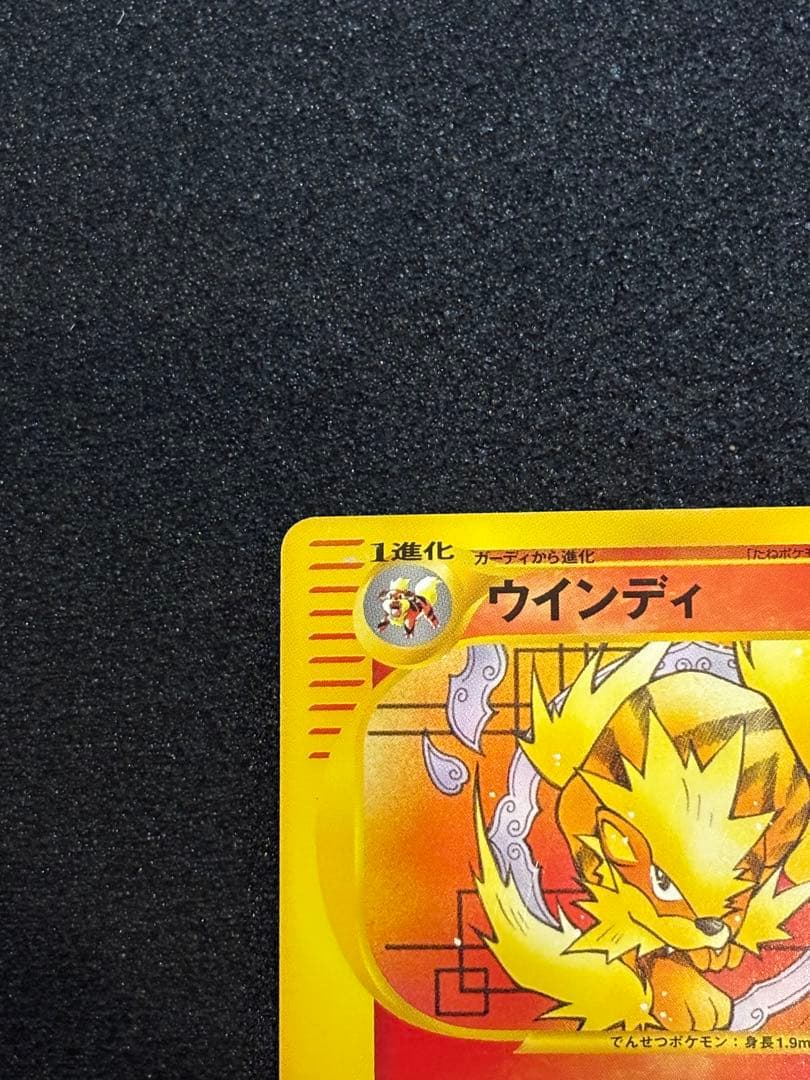 1進化 ガーディから進化 「たねポケモ
ウインディ
でんせつポケモン：身長1.9m